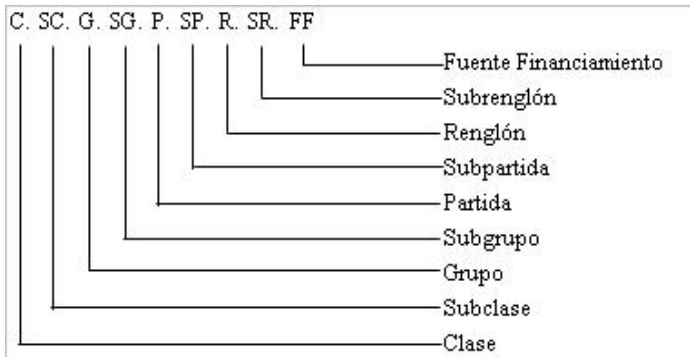 C. SC. G. SG. P. SP. R. SR. FF
Fuente Financiamiento
Subrenglón
Renglón
Subpartida
Partida
Subgrupo
Grupo
Subclase
Clase